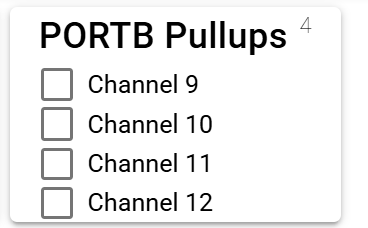 PORTB Pullups 4
Channel 9
Channel 10
Channel 11
Channel 12